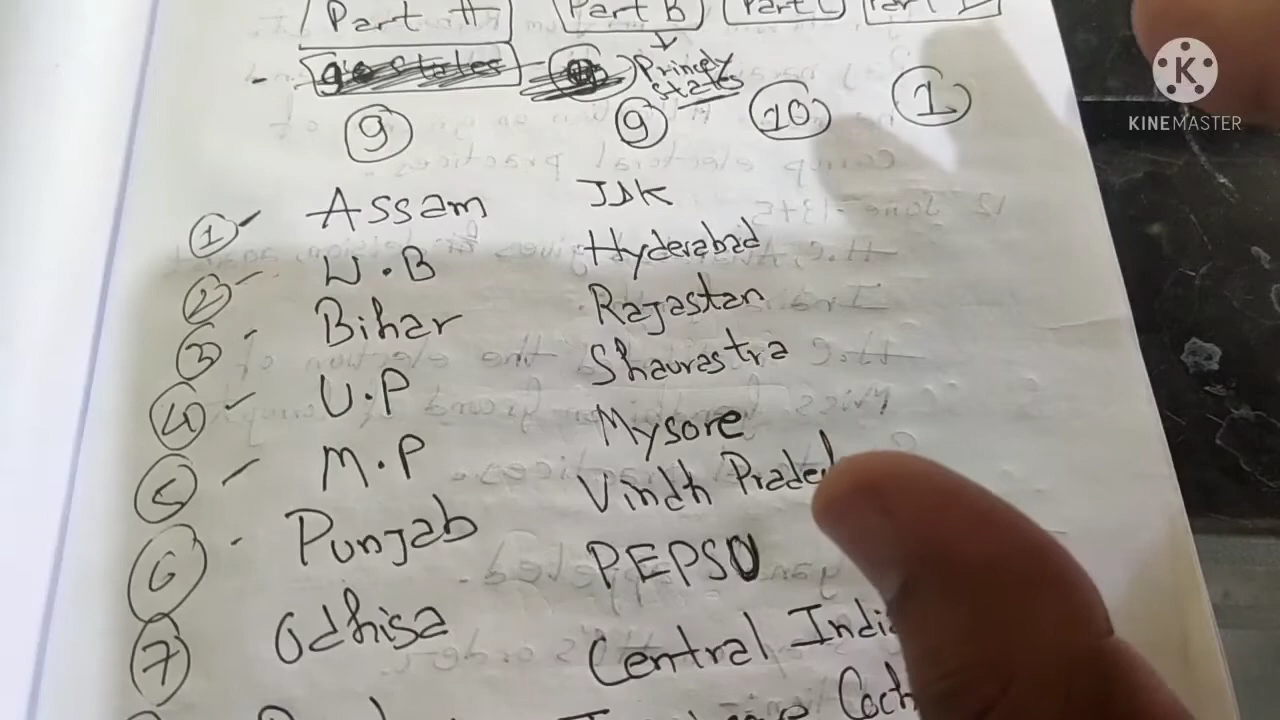 Part A Part B Part C Part D
Princely
States
9 9 10 1
1 Assam J&K
2 W.B Hyderabad
3 Bihar Rajastan
4 U.P Shaurastra
5 M.P Mysore
6 Punjab Vindh Pradesh
7 Odhisa PEPSU
Central India
KINEMASTER